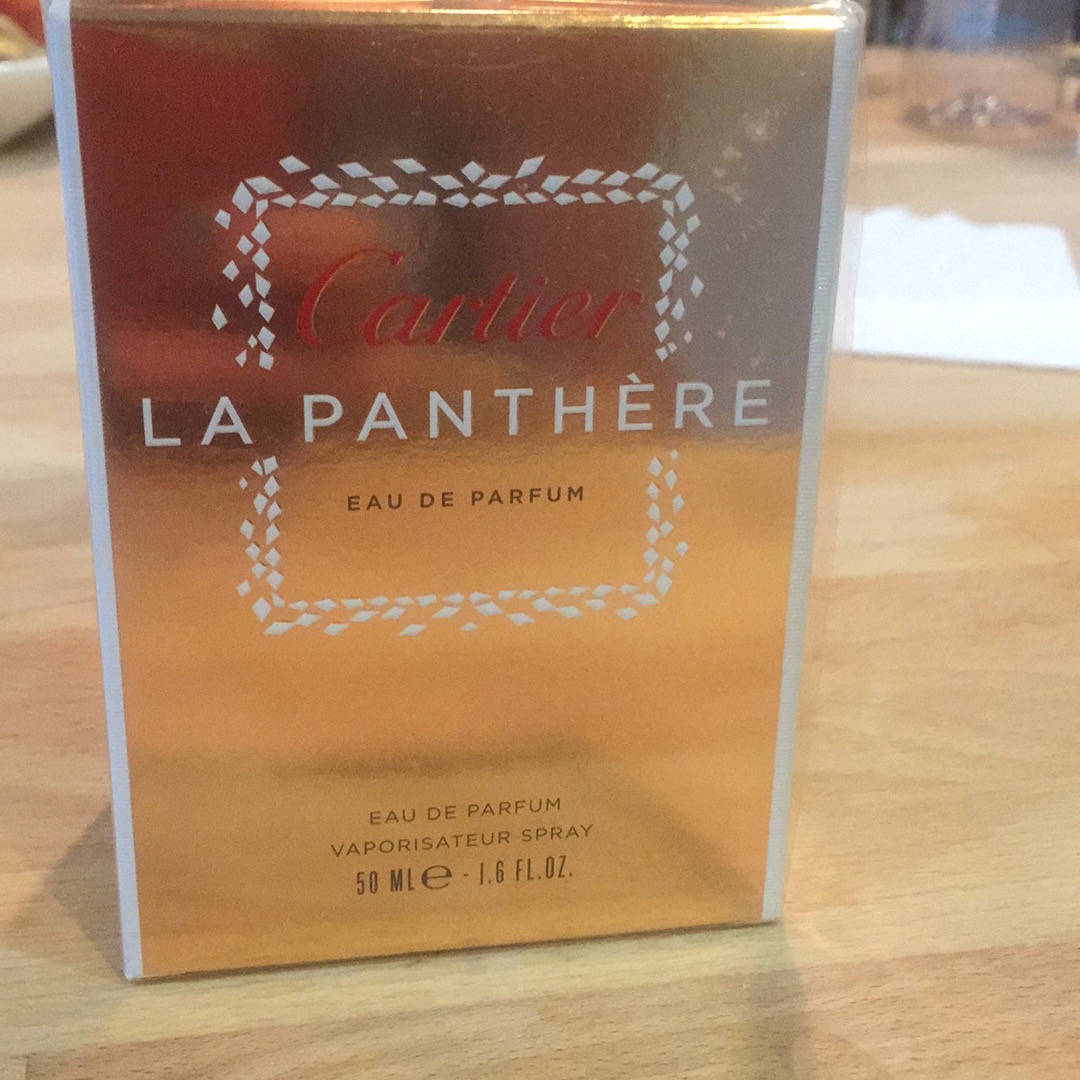 Cartier
LA PANTHÈRE
EAU DE PARFUM
EAU DE PARFUM
VAPORISATEUR SPRAY
50 ML℮ - 1.6 FL.OZ.